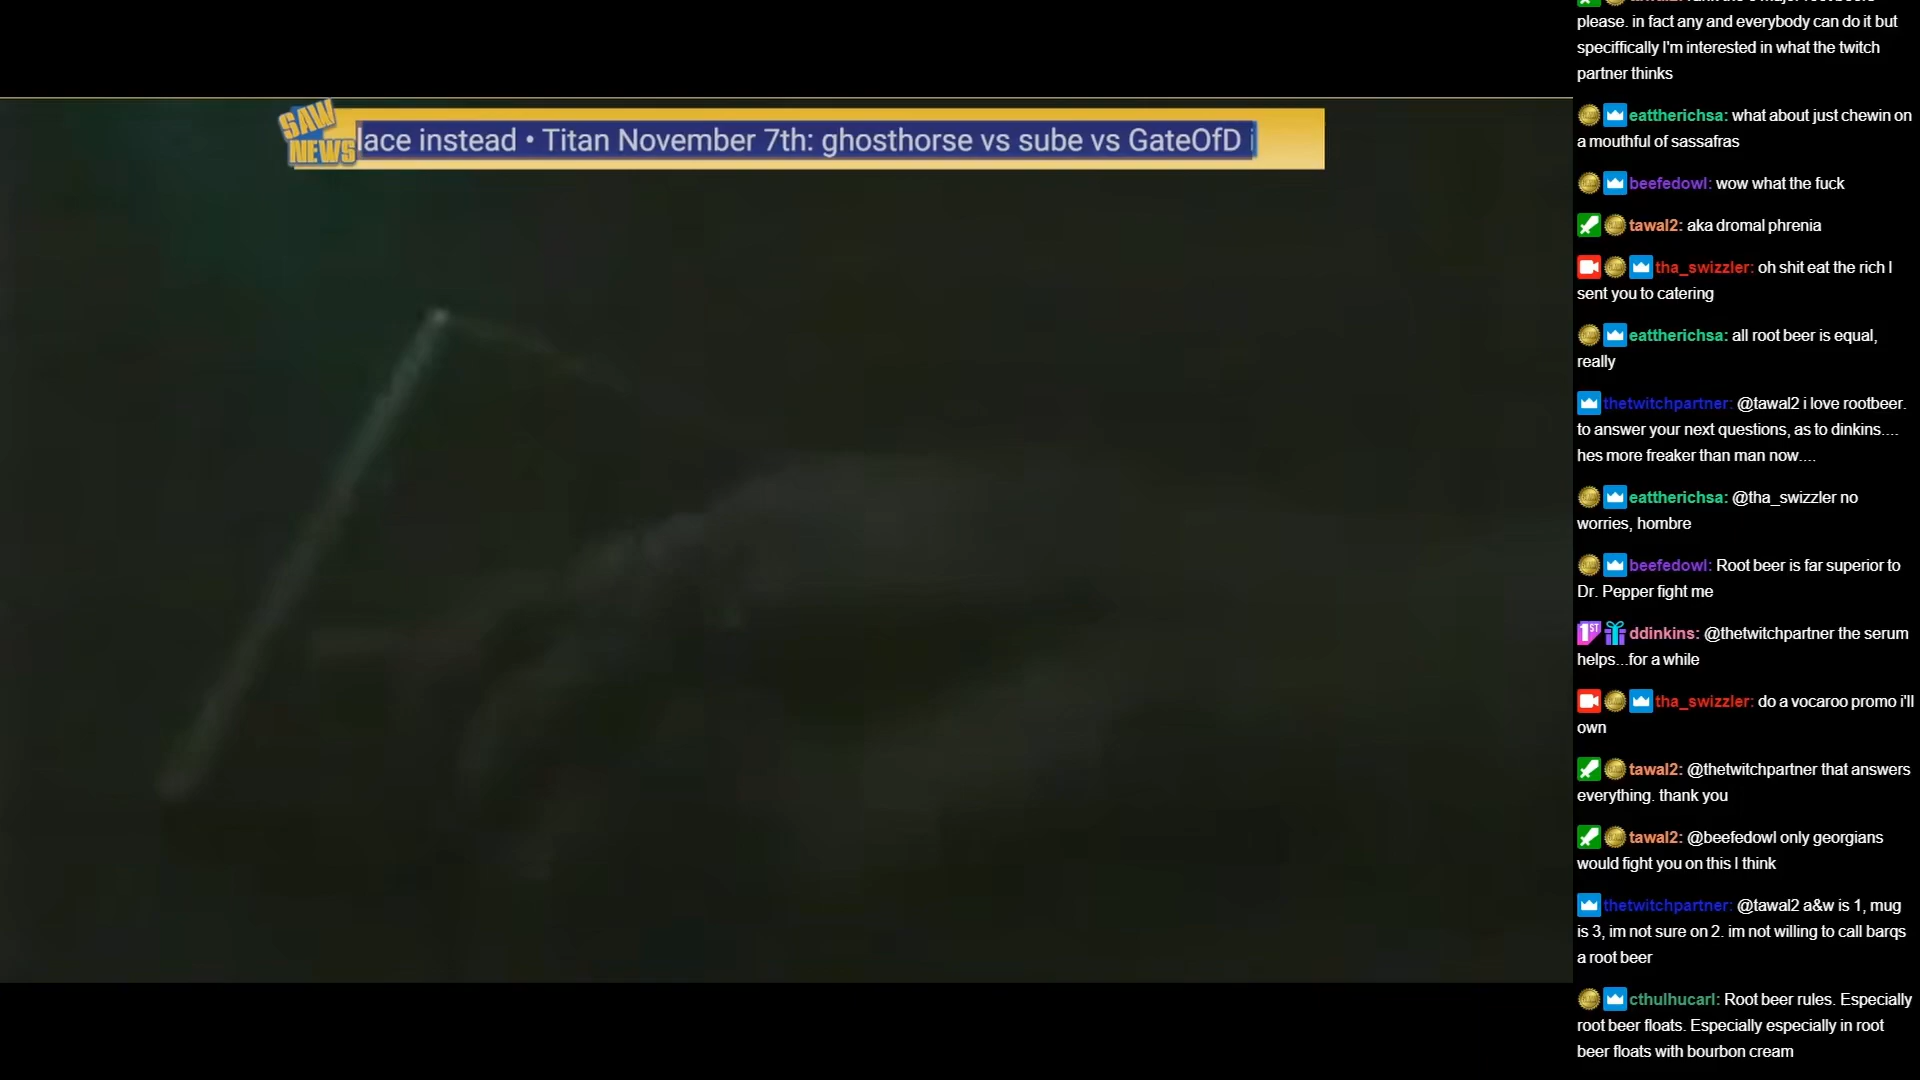 please. in fact any and everybody can do it but
speciffically I'm interested in what the twitch
partner thinks
SAW
NEWS
lace instead • Titan November 7th: ghosthorse vs sube vs GateOfD i
eattherichsa: what about just chewin on
a mouthful of sassafras
beefedowl: wow what the fuck
tawal2: aka dromal phrenia
tha_swizzler: oh shit eat the rich I
sent you to catering
eattherichsa: all root beer is equal,
really
thetwitchpartner: @tawal2 i love rootbeer.
to answer your next questions, as to dinkins....
hes more freaker than man now....
eattherichsa: @tha_swizzler no
worries, hombre
beefedowl: Root beer is far superior to
Dr. Pepper fight me
1ST ddinkins: @thetwitchpartner the serum
helps...for a while
tha_swizzler: do a vocaroo promo i'll
own
tawal2: @thetwitchpartner that answers
everything. thank you
tawal2: @beefedowl only georgians
would fight you on this I think
thetwitchpartner: @tawal2 a&w is 1, mug
is 3, im not sure on 2. im not willing to call barqs
a root beer
cthulhucarl: Root beer rules. Especially
root beer floats. Especially especially in root
beer floats with bourbon cream